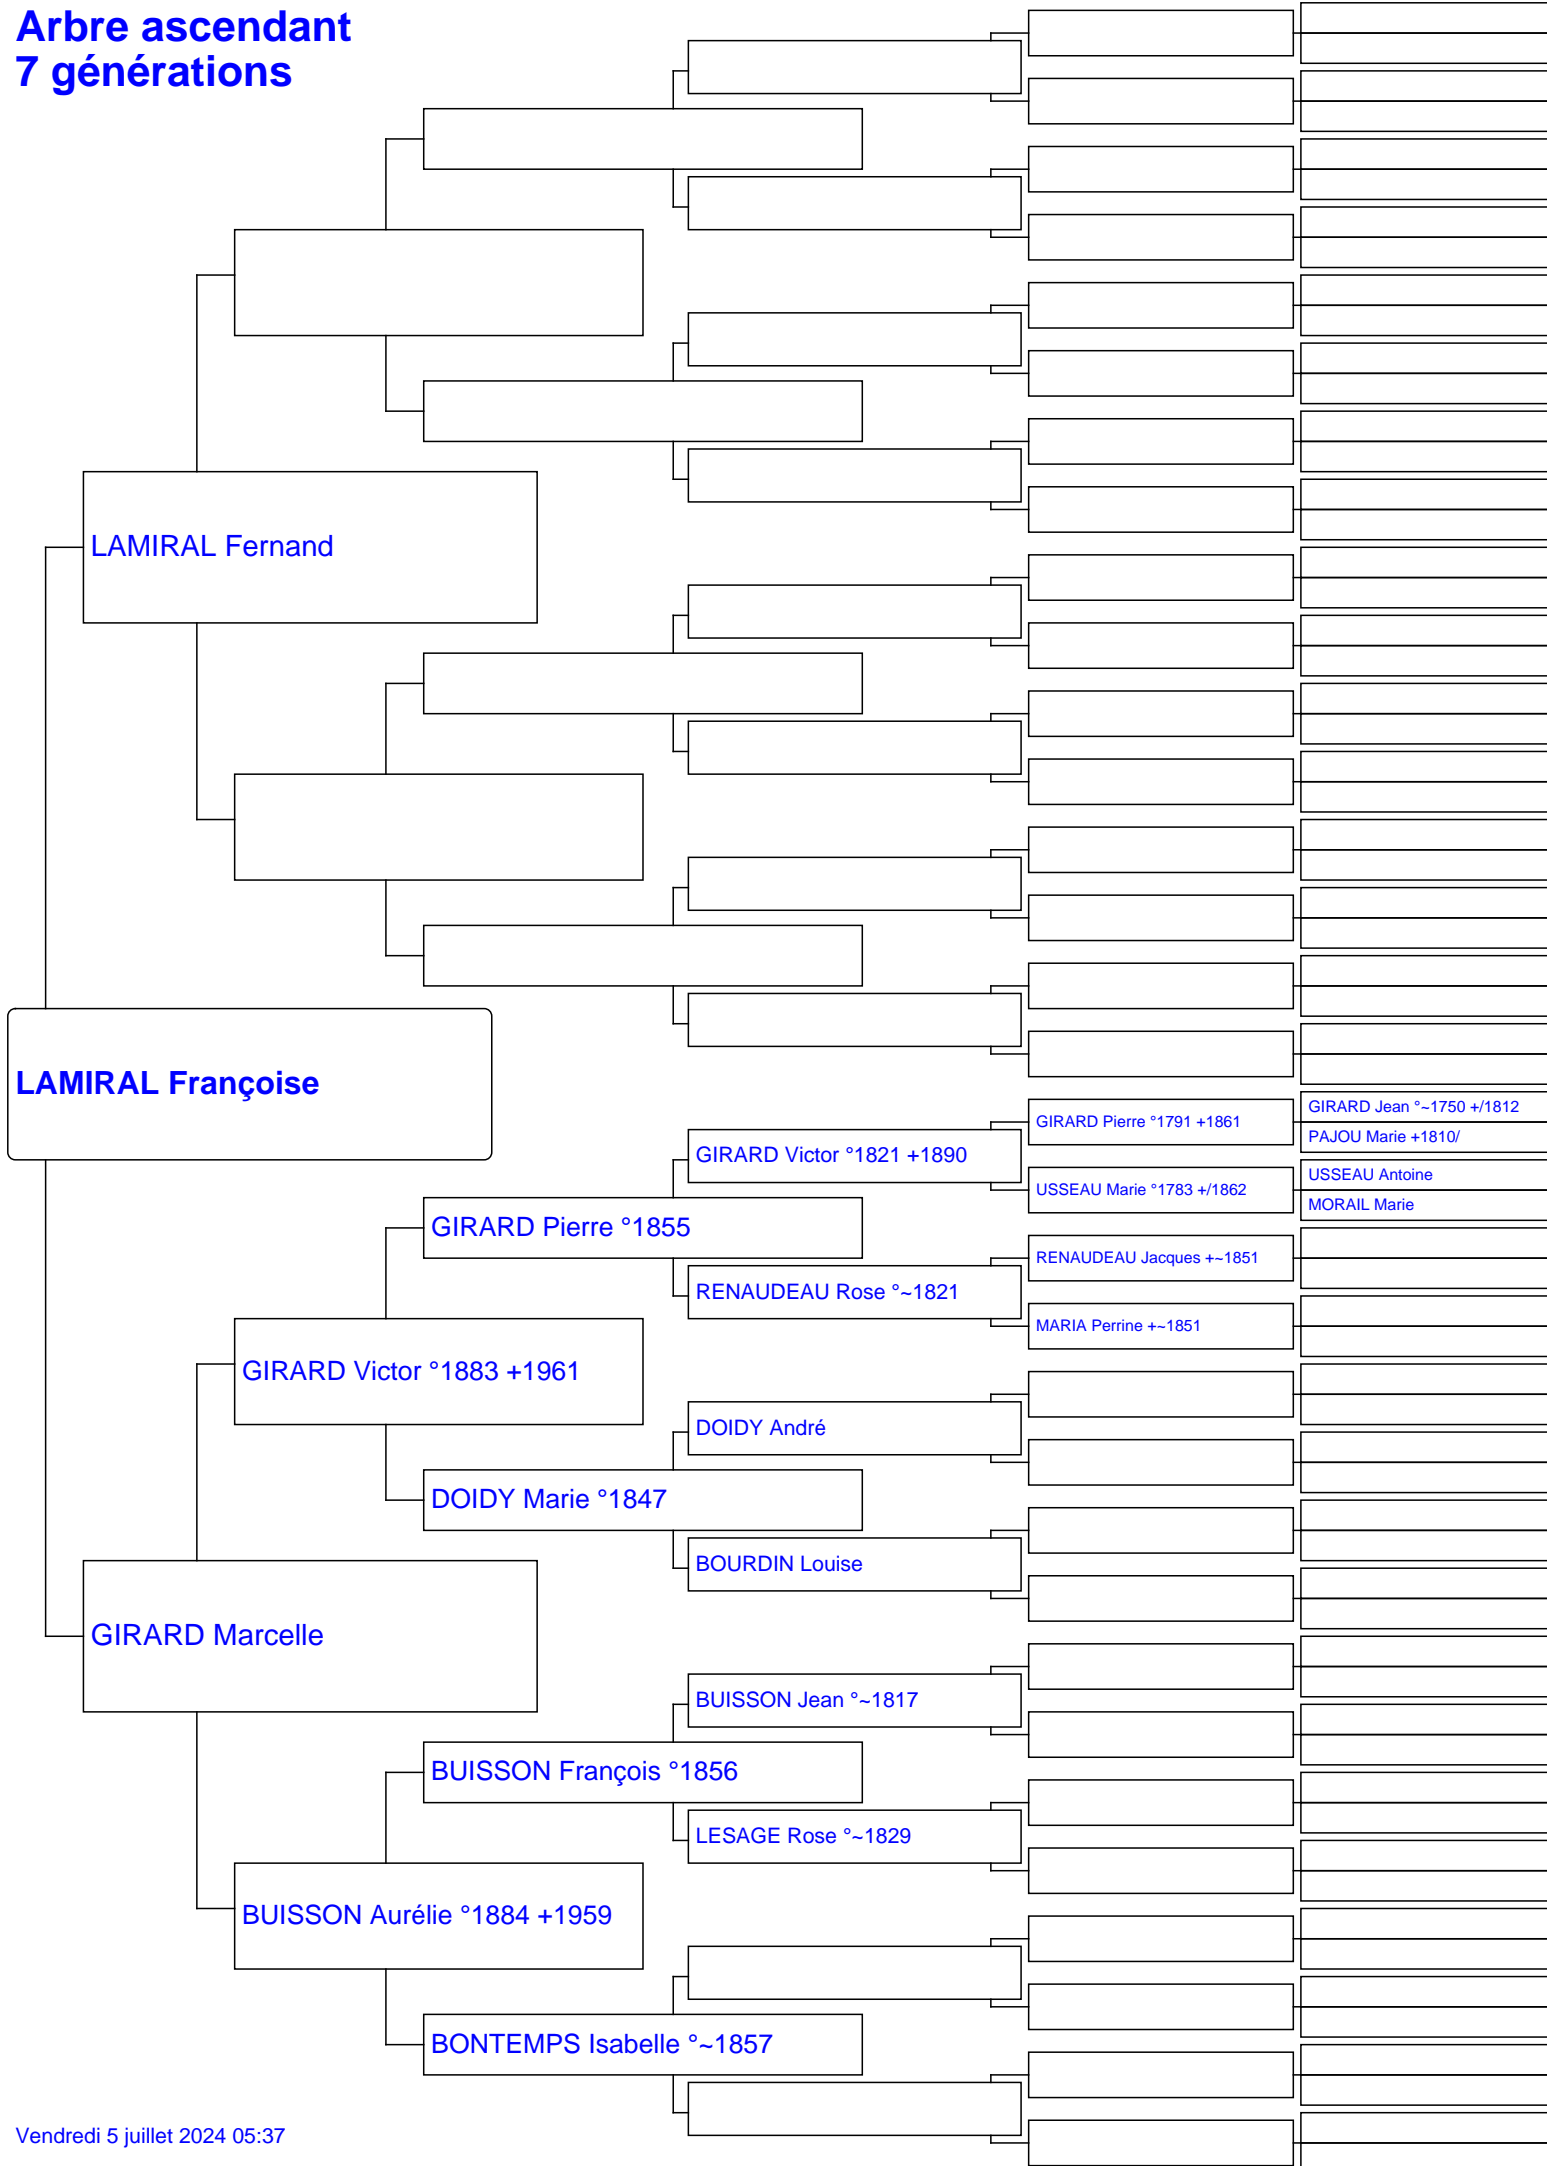 Arbre ascendant
7 générations
LAMIRAL Fernand
LAMIRAL Françoise
GIRARD Jean °~1750 +/1812
GIRARD Pierre °1791 +1861
PAJOU Marie +1810/
GIRARD Victor °1821 +1890
USSEAU Antoine
USSEAU Marie °1783 +/1862
MORAIL Marie
GIRARD Pierre °1855
RENAUDEAU Jacques +~1851
RENAUDEAU Rose °~1821
MARIA Perrine +~1851
GIRARD Victor °1883 +1961
DOIDY André
DOIDY Marie °1847
BOURDIN Louise
GIRARD Marcelle
BUISSON Jean °~1817
BUISSON François °1856
LESAGE Rose °~1829
BUISSON Aurélie °1884 +1959
BONTEMPS Isabelle °~1857
Vendredi 5 juillet 2024 05:37